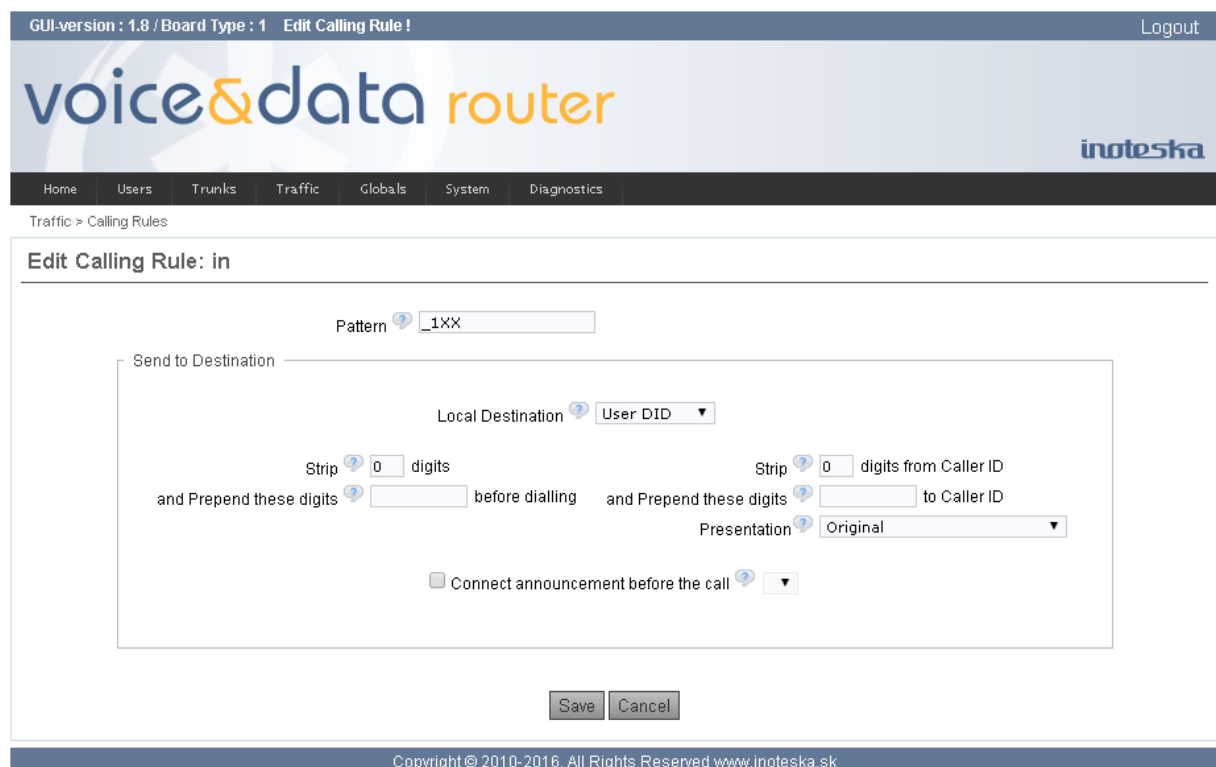 GUI-version : 1.8 / Board Type : 1 Edit Calling Rule ! Logout
voice&data router
inoteska
Home Users Trunks Traffic Globals System Diagnostics
Traffic > Calling Rules
Edit Calling Rule: in
Pattern ? _1XX
Send to Destination
Local Destination ? User DID ▼
Strip ? 0 digits Strip ? 0 digits from Caller ID
and Prepend these digits ? before dialling and Prepend these digits ? to Caller ID
Presentation ? Original ▼
Connect announcement before the call ? ▼
Save Cancel
Copyright © 2010-2016. All Rights Reserved www.inoteska.sk